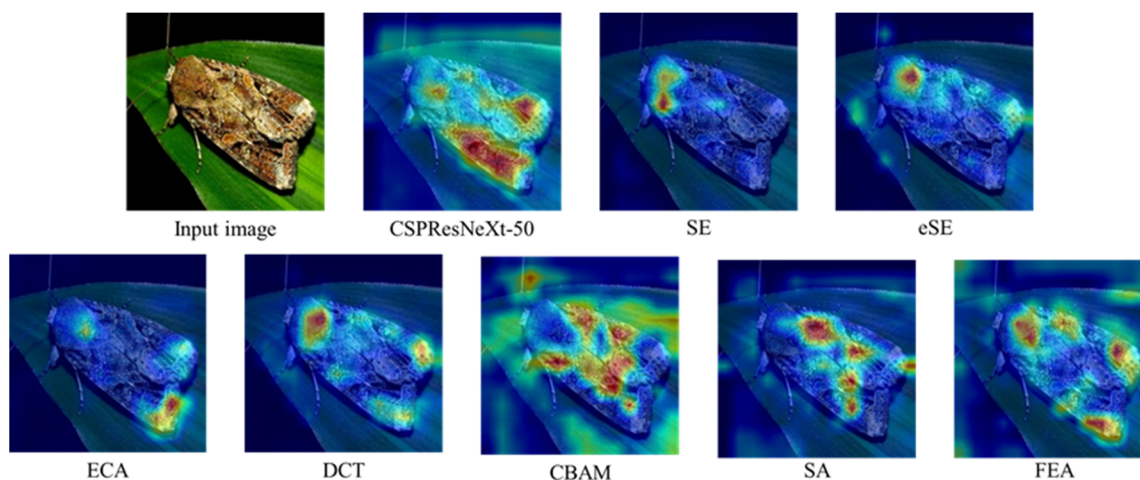 Input image
CSPResNeXt-50
SE
eSE
ECA
DCT
CBAM
SA
FEA